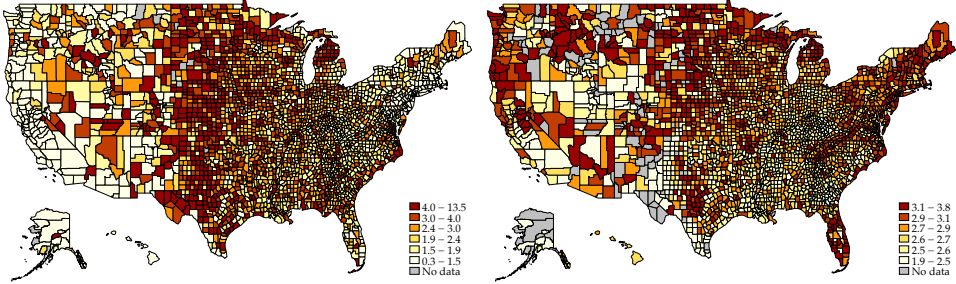 4.0 – 13.5
3.0 – 4.0
2.4 – 3.0
1.9 – 2.4
1.5 – 1.9
0.3 – 1.5
No data
3.1 – 3.8
2.9 – 3.1
2.7 – 2.9
2.6 – 2.7
2.5 – 2.6
1.9 – 2.5
No data